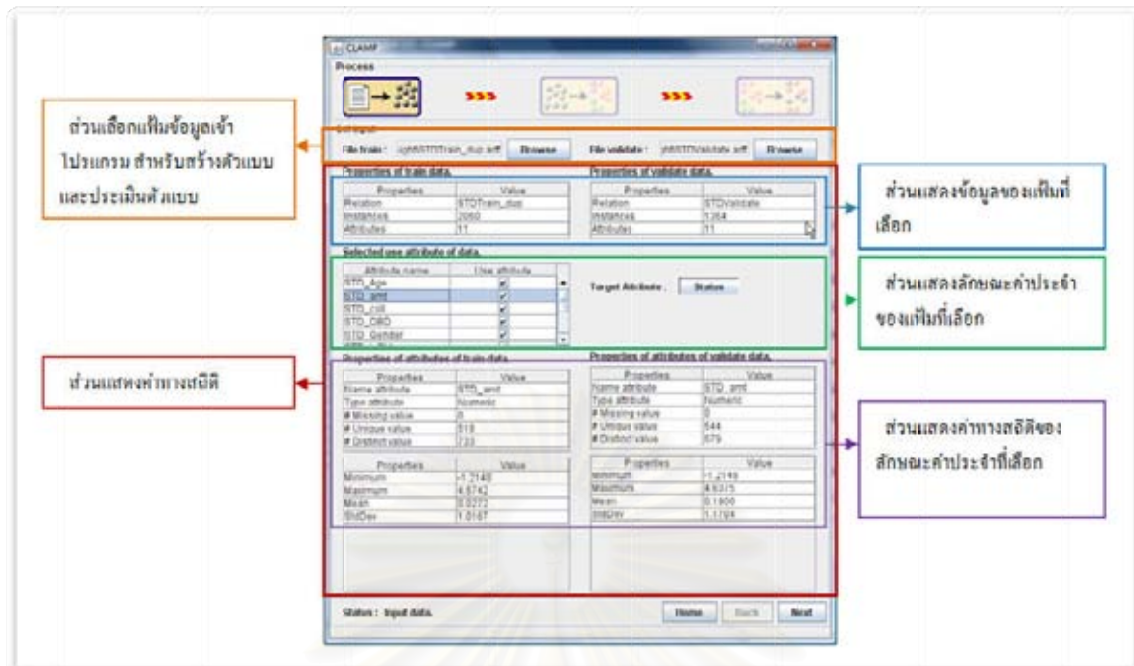 CLAMP
Process
ส่วนเลือกแฟ้มข้อมูลเข้า
โปรแกรม สำหรับสร้างตัวแบบ
และประเมินตัวแบบ
File train : Browse File validate : Browse
Properties of train data. Properties of validate data.
Properties Value Properties Value
Relation STDTrain_dup Relation STDValidate
Instances 2060 Instances 1364
Attributes 11 Attributes 11
ส่วนแสดงข้อมูลของแฟ้มที่
เลือก
Selected use attribute of data.
Attribute name Use attribute
STD_Age
STD_amt
STD_coll
STD_DBD
STD_Gender
Target Attribute : Status
ส่วนแสดงลักษณะค่าประจำ
ของแฟ้มที่เลือก
ส่วนแสดงค่าทางสถิติ
Properties of attributes of train data. Properties of attributes of validate data.
Properties Value Properties Value
Name attribute STD_amt Name attribute STD_amt
Type attribute Numeric Type attribute Numeric
# Missing value 0 # Missing value 0
# Unique value 518 # Unique value 544
# Distinct value 733 # Distinct value 679
ส่วนแสดงค่าทางสถิติของ
ลักษณะค่าประจำที่เลือก
Properties Value Properties Value
Minimum -1.2148 Minimum -1.2148
Maximum 4.6742 Maximum 4.6375
Mean 0.0272 Mean 0.1900
StdDev 1.0167 StdDev 1.1784
Status : Input data. Home Back Next